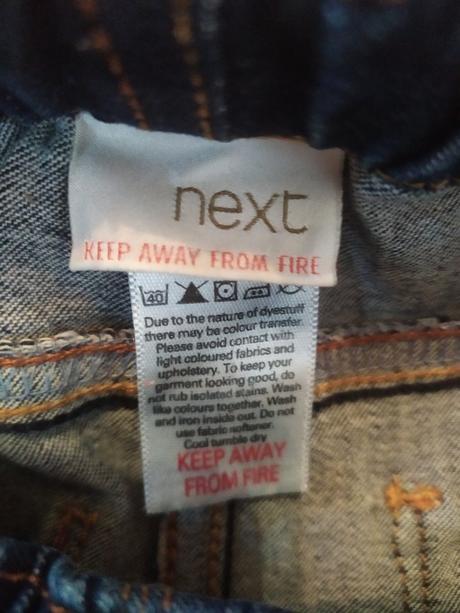 next
KEEP AWAY FROM FIRE
40
Due to the nature of dyestuff
there may be colour transfer.
Please avoid contact with
light coloured fabrics and
upholstery. To keep your
garment looking good, do
not rub isolated stains. Wash
like colours together. Wash
and iron inside out. Do not
use fabric softener.
Cool tumble dry
KEEP AWAY
FROM FIRE